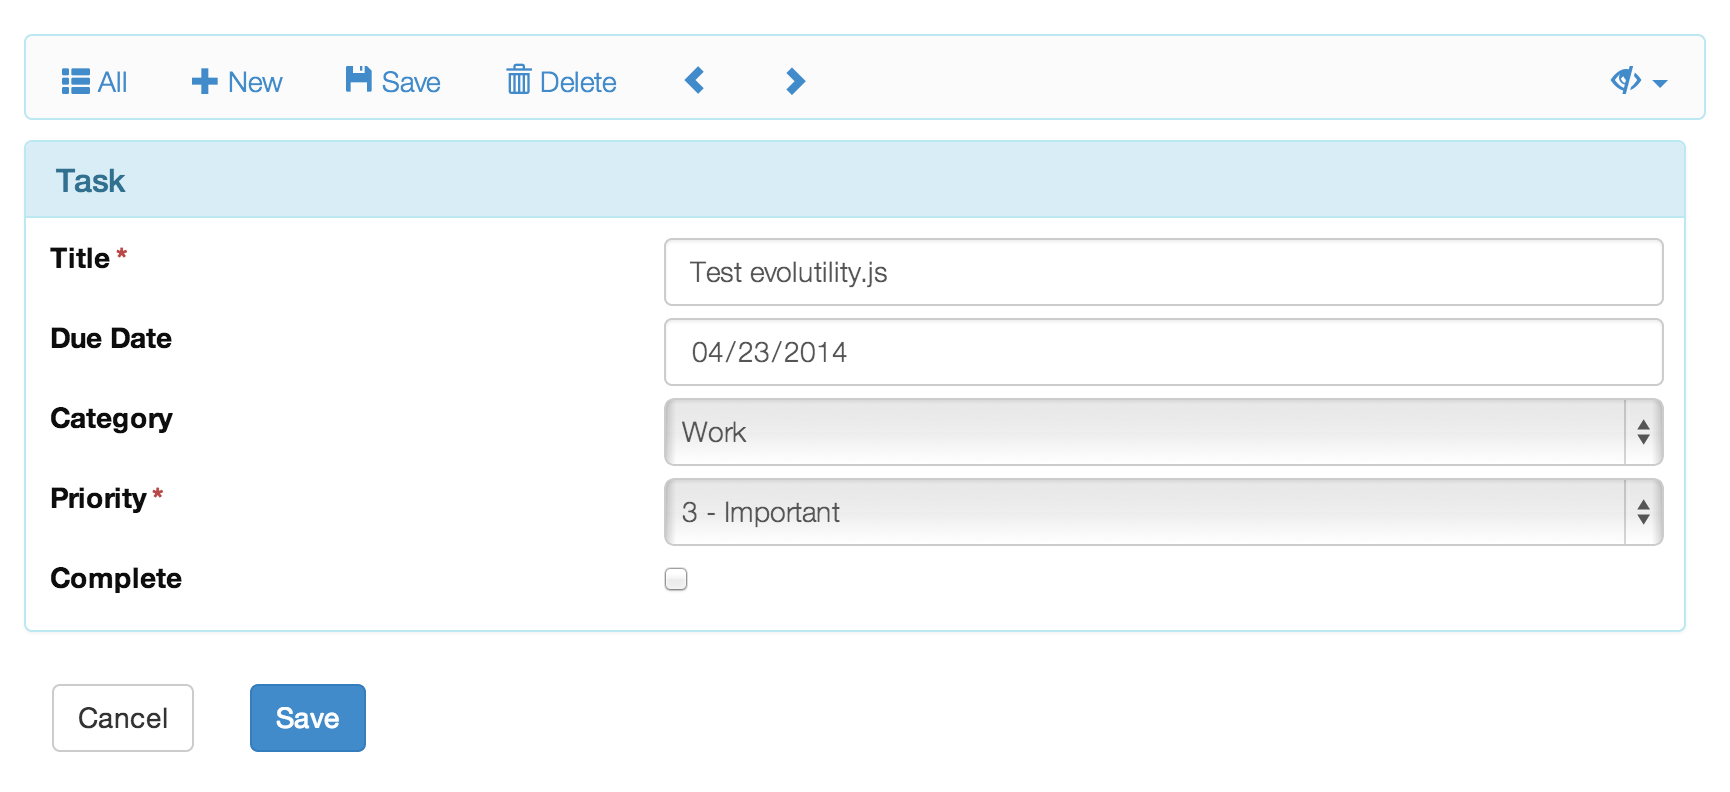 All New Save Delete
Task
Title * Test evolutility.js
Due Date 04/23/2014
Category Work
Priority * 3 - Important
Complete
Cancel Save